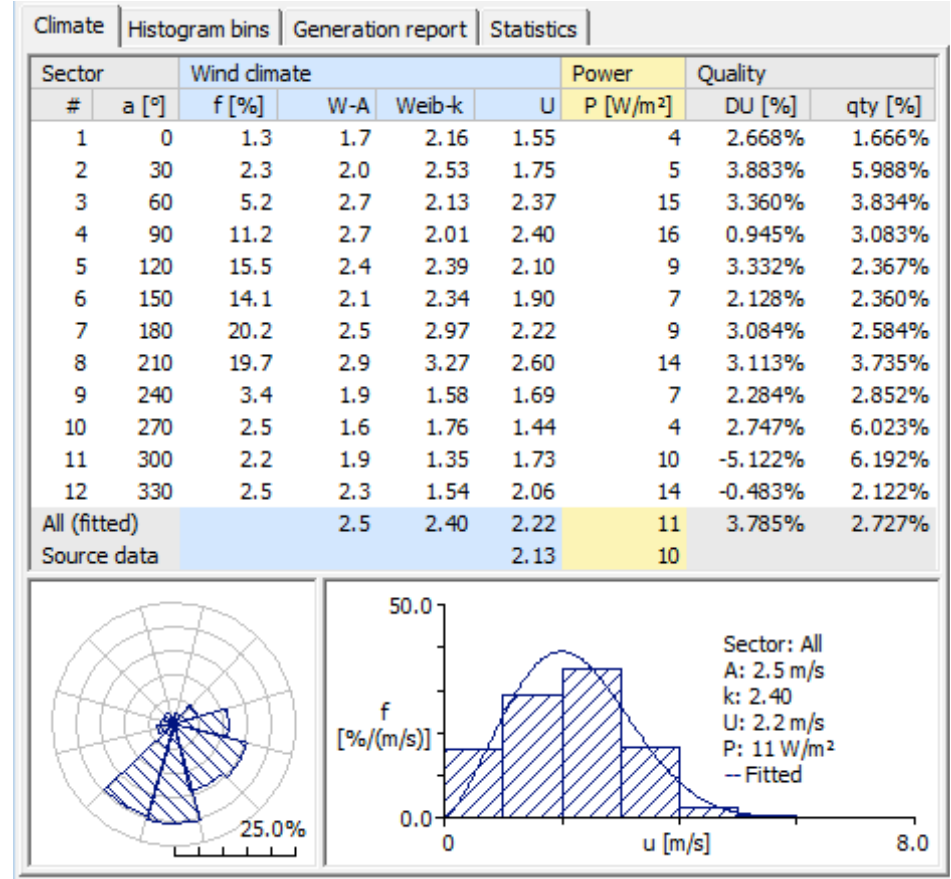 Climate Histogram bins Generation report Statistics
Sector Wind climate Power Quality
# a [°] f [%] W-A Weib-k U P [W/m²] DU [%] qty [%]
1 0 1.3 1.7 2.16 1.55 4 2.668% 1.666%
2 30 2.3 2.0 2.53 1.75 5 3.883% 5.988%
3 60 5.2 2.7 2.13 2.37 15 3.360% 3.834%
4 90 11.2 2.7 2.01 2.40 16 0.945% 3.083%
5 120 15.5 2.4 2.39 2.10 9 3.332% 2.367%
6 150 14.1 2.1 2.34 1.90 7 2.128% 2.360%
7 180 20.2 2.5 2.97 2.22 9 3.084% 2.584%
8 210 19.7 2.9 3.27 2.60 14 3.113% 3.735%
9 240 3.4 1.9 1.58 1.69 7 2.284% 2.852%
10 270 2.5 1.6 1.76 1.44 4 2.747% 6.023%
11 300 2.2 1.9 1.35 1.73 10 -5.122% 6.192%
12 330 2.5 2.3 1.54 2.06 14 -0.483% 2.122%
All (fitted) 2.5 2.40 2.22 11 3.785% 2.727%
Source data 2.13 10
25.0%
50.0
f
[%/(m/s)]
0.0
0 u [m/s] 8.0
Sector: All
A: 2.5 m/s
k: 2.40
U: 2.2 m/s
P: 11 W/m²
-- Fitted